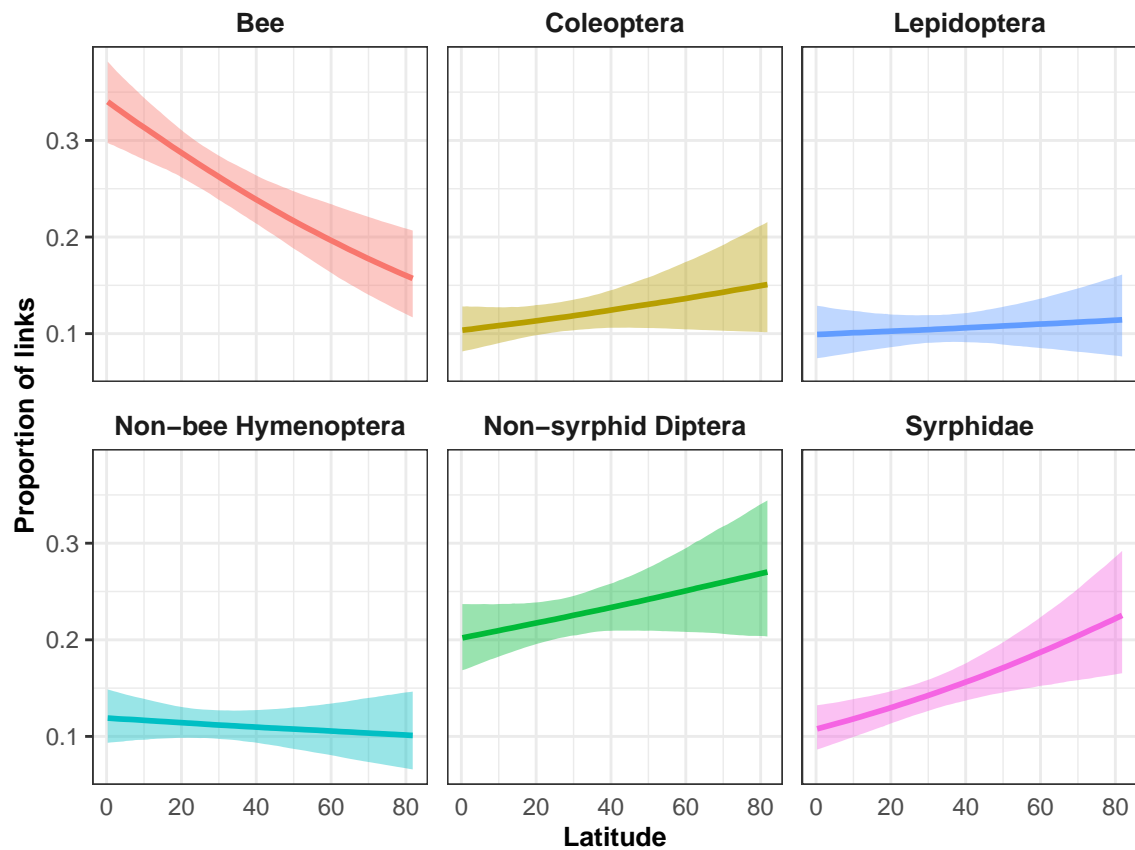 Bee Coleoptera Lepidoptera
0.3
0.2
0.1
Proportion of links
Non−bee Hymenoptera Non−syrphid Diptera Syrphidae
0.3
0.2
0.1
0 20 40 60 80 0 20 40 60 80 0 20 40 60 80
Latitude